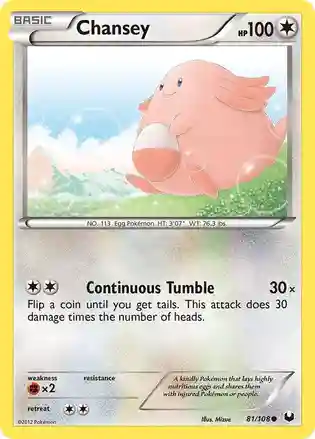 BASIC
Chansey HP100
NO. 113 Egg Pokémon. HT: 3'07" WT: 76.3 lbs.
Continuous Tumble 30×
Flip a coin until you get tails. This attack does 30
damage times the number of heads.
weakness resistance
×2
A kindly Pokémon that lays highly
nutritious eggs and shares them
with injured Pokémon or people.
retreat
Illus. Mizue 81/108
©2012 Pokémon